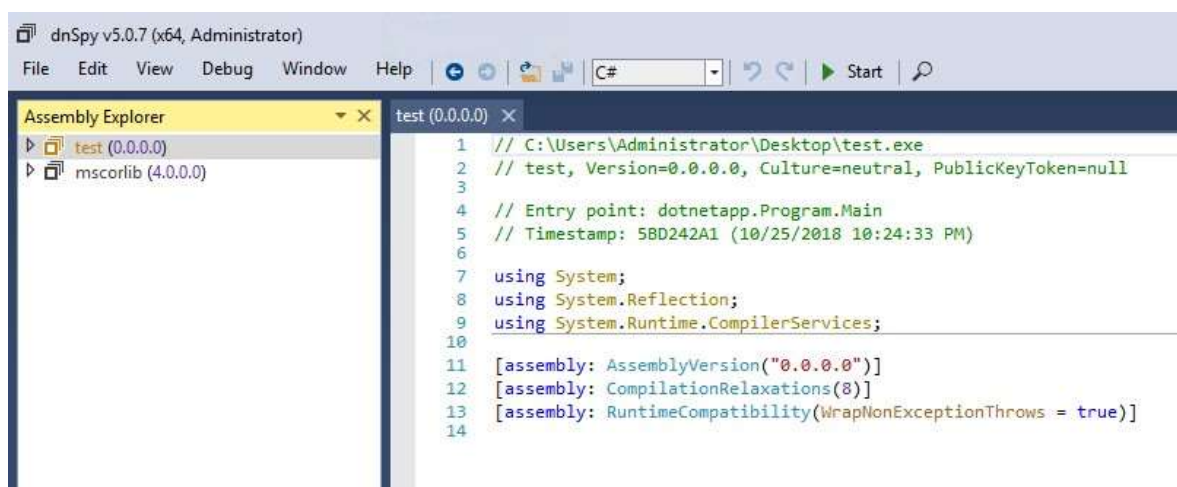 dnSpy v5.0.7 (x64, Administrator)
File Edit View Debug Window Help C# Start
Assembly Explorer
test (0.0.0.0)
mscorlib (4.0.0.0)
test (0.0.0.0)
1 // C:\Users\Administrator\Desktop\test.exe
2 // test, Version=0.0.0.0, Culture=neutral, PublicKeyToken=null
3
4 // Entry point: dotnetapp.Program.Main
5 // Timestamp: 5BD242A1 (10/25/2018 10:24:33 PM)
6
7 using System;
8 using System.Reflection;
9 using System.Runtime.CompilerServices;
10
11 [assembly: AssemblyVersion("0.0.0.0")]
12 [assembly: CompilationRelaxations(8)]
13 [assembly: RuntimeCompatibility(WrapNonExceptionThrows = true)]
14